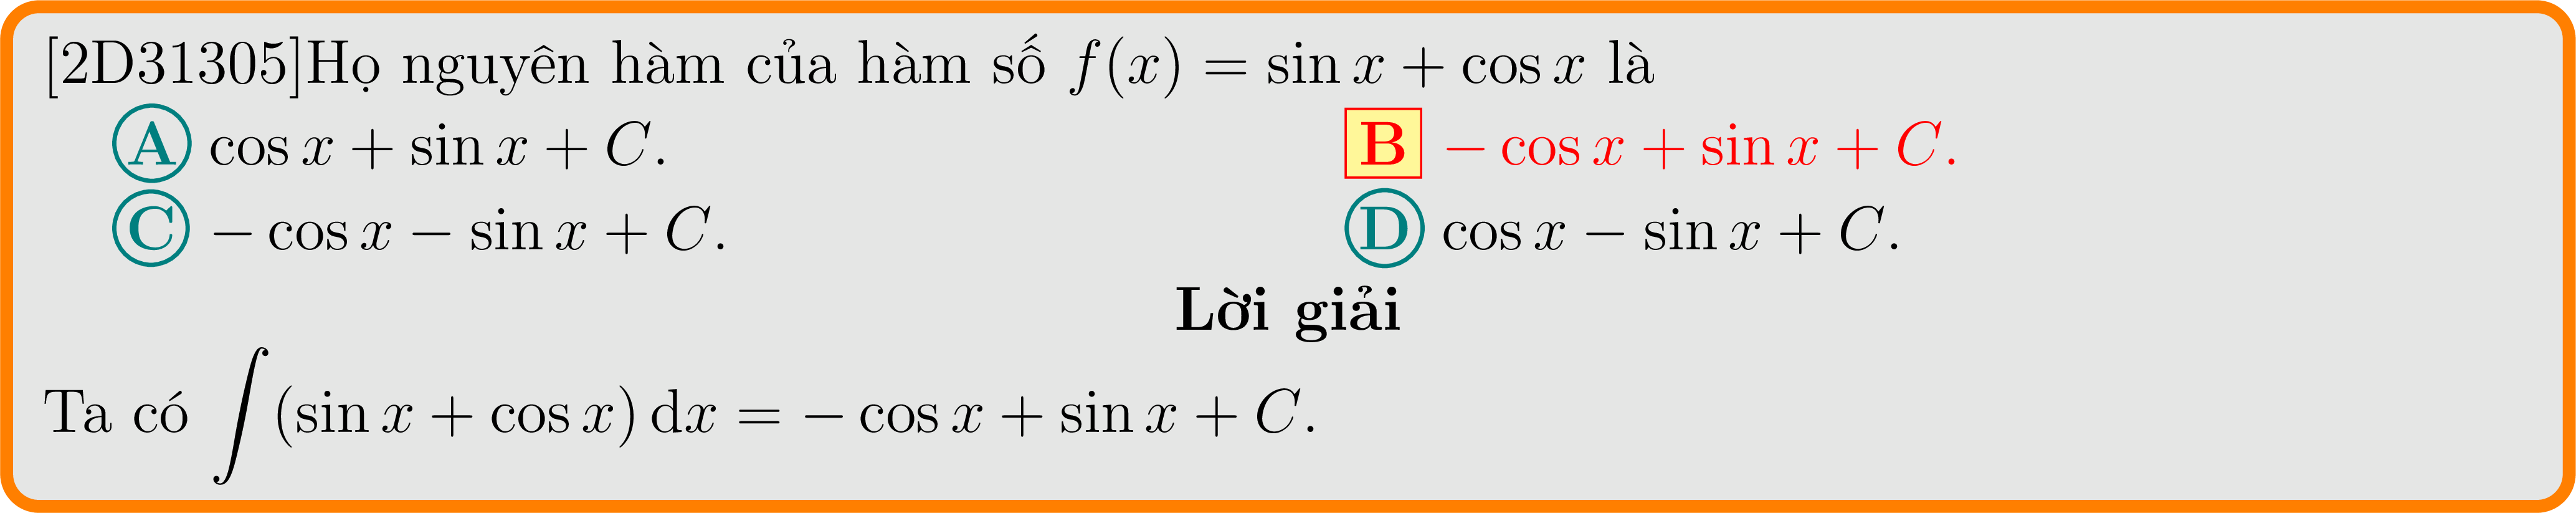 [2D31305]Họ nguyên hàm của hàm số f(x) = sin x + cos x là
A cos x + sin x + C. B − cos x + sin x + C.
C − cos x − sin x + C. D cos x − sin x + C.
Lời giải
Ta có ∫(sin x + cos x) dx = − cos x + sin x + C.